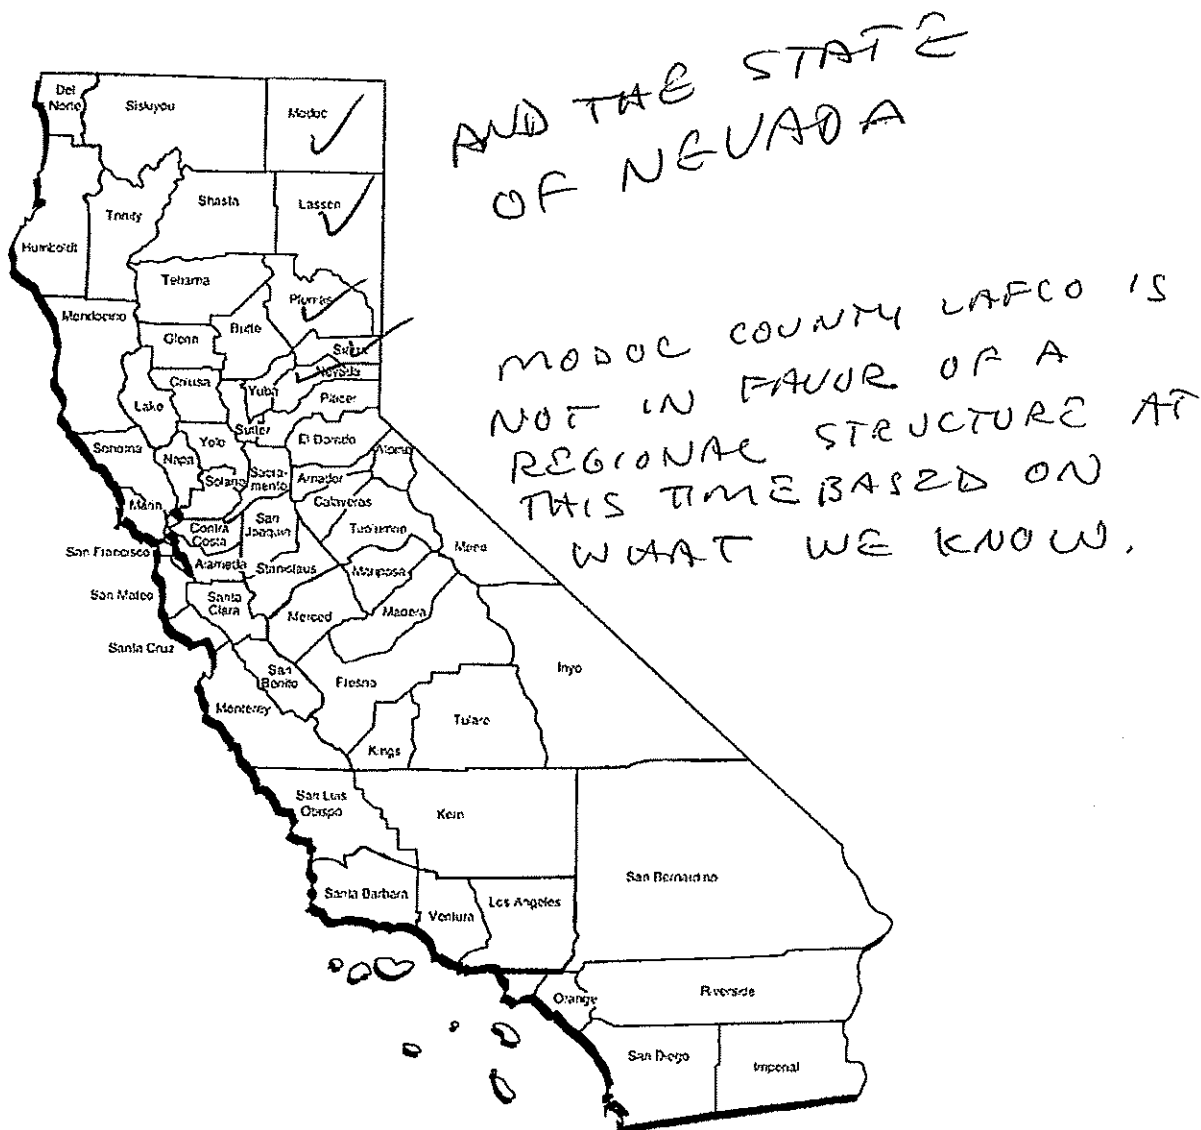 AND THE STATE
OF NEVADA
MODOC COUNTY LAFCO IS
NOT IN FAVOR OF A
REGIONAL STRUCTURE AT
THIS TIME BASED ON
WHAT WE KNOW.
Del
Norte
Siskiyou
Modoc
Humboldt
Trinity
Shasta
Lassen
Tehama
Plumas
Mendocino
Glenn
Butte
Sierra
Nevada
Colusa
Yuba
Placer
Lake
Sutter
El Dorado
Alpine
Sonoma
Napa
Yolo
Solano
Sacra-
mento
Amador
Calaveras
Marin
Contra
Costa
San
Joaquin
Tuolumne
Mono
San Francisco
Alameda
Stanislaus
Mariposa
San Mateo
Santa
Clara
Merced
Madera
Santa Cruz
San
Benito
Fresno
Inyo
Monterey
Kings
Tulare
San Luis
Obispo
Kern
Santa Barbara
Ventura
Los Angeles
San Bernardino
Orange
Riverside
San Diego
Imperial